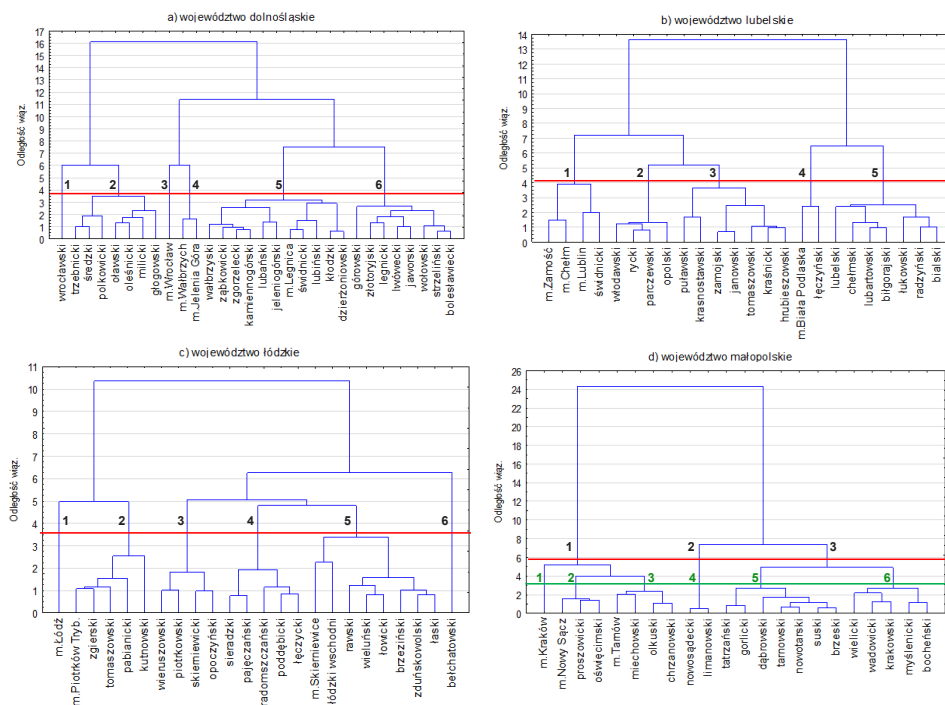 a) województwo dolnośląskie
Odległość wiąz.
17
16
15
14
13
12
11
10
9
8
7
6
5
4
3
2
1
0
1 2 3 4 5 6
wrocławski
trzebnicki
średzki
polkowicki
oławski
oleśnicki
milicki
głogowski
m.Wrocław
m.Wałbrzych
m.Jelenia Góra
wałbrzyski
ząbkowicki
zgorzelecki
kamiennogórski
lubański
jeleniogórski
m.Legnica
świdnicki
lubiński
kłodzki
dzierżoniowski
górowski
złotoryjski
legnicki
lwówecki
jaworski
wołowski
strzeliński
bolesławiecki
b) województwo lubelskie
Odległość wiąz.
14
13
12
11
10
9
8
7
6
5
4
3
2
1
0
1 2 3 4 5
m.Zamość
m.Chełm
m.Lublin
świdnicki
włodawski
rycki
parczewski
opolski
puławski
krasnostawski
zamojski
janowski
tomaszowski
kraśnicki
hrubieszowski
m.Biała Podlaska
łęczyński
lubelski
chełmski
lubartowski
biłgorajski
łukowski
radzyński
bialski
c) województwo łódzkie
Odległość wiąz.
11
10
9
8
7
6
5
4
3
2
1
0
1 2 3 4 5 6
m.Łódź
m.Piotrków Tryb.
zgierski
tomaszowski
pabianicki
kutnowski
wieruszowski
piotrkowski
skierniewicki
opoczyński
sieradzki
pajęczański
radomszczański
poddębicki
łęczycki
m.Skierniewice
łódzki wschodni
rawski
wieluński
łowicki
brzeziński
zduńskowolski
łaski
bełchatowski
d) województwo małopolskie
Odległość wiąz.
26
24
22
20
18
16
14
12
10
8
6
4
2
0
1 2 3
1 2 3 4 5 6
m.Kraków
m.Nowy Sącz
proszowicki
oświęcimski
m.Tarnów
miechowski
olkuski
chrzanowski
nowosądecki
limanowski
tatrzański
gorlicki
dąbrowski
tarnowski
nowotarski
suski
brzeski
wielicki
wadowicki
krakowski
myślenicki
bocheński